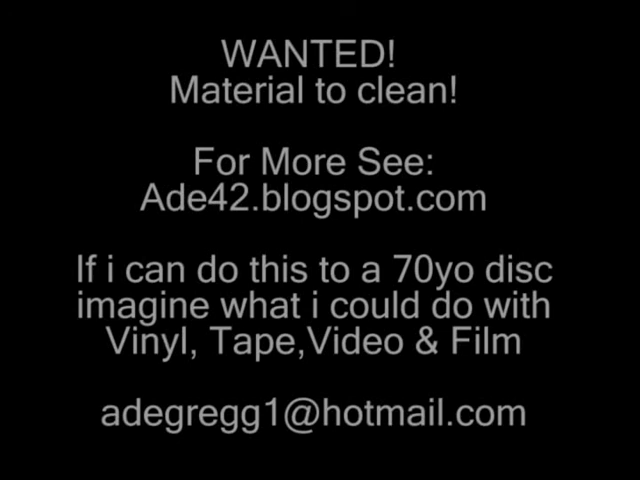 WANTED!
Material to clean!
For More See:
Ade42.blogspot.com
If i can do this to a 70yo disc
imagine what i could do with
Vinyl, Tape,Video & Film
adegregg1@hotmail.com